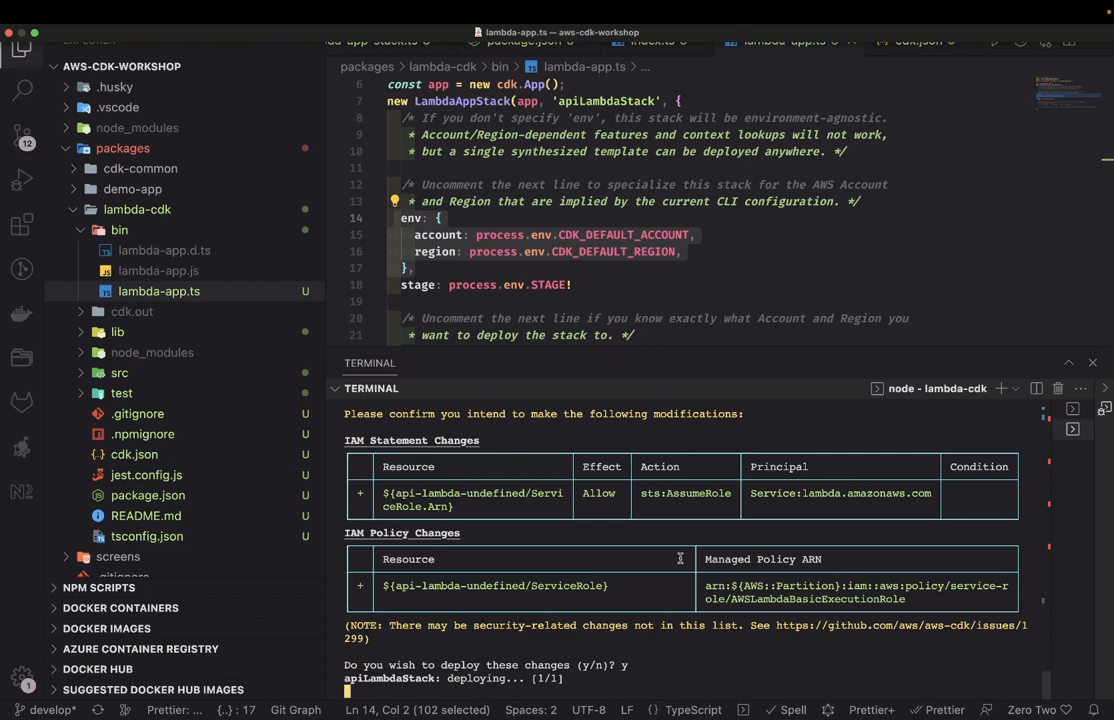 lambda-app.ts — aws-cdk-workshop
AWS-CDK-WORKSHOP
.husky
.vscode
node_modules
packages
cdk-common
demo-app
lambda-cdk
bin
lambda-app.d.ts
lambda-app.js
lambda-app.ts U
cdk.out
lib
node_modules
src
test
.gitignore U
.npmignore U
cdk.json U
jest.config.js U
package.json U
README.md U
tsconfig.json U
screens
NPM SCRIPTS
DOCKER CONTAINERS
DOCKER IMAGES
AZURE CONTAINER REGISTRY
DOCKER HUB
SUGGESTED DOCKER HUB IMAGES
12
1
packages > lambda-cdk > bin > lambda-app.ts > ...
6 const app = new cdk.App();
7 new LambdaAppStack(app, 'apiLambdaStack', {
8 /* If you don't specify 'env', this stack will be environment-agnostic.
9 * Account/Region-dependent features and context lookups will not work,
10 * but a single synthesized template can be deployed anywhere. */
11
12 /* Uncomment the next line to specialize this stack for the AWS Account
13 * and Region that are implied by the current CLI configuration. */
14 env: {
15 account: process.env.CDK_DEFAULT_ACCOUNT,
16 region: process.env.CDK_DEFAULT_REGION,
17 },
18 stage: process.env.STAGE!
19
20 /* Uncomment the next line if you know exactly what Account and Region you
21 * want to deploy the stack to. */
TERMINAL
TERMINAL node - lambda-cdk
Please confirm you intend to make the following modifications:
IAM Statement Changes
Resource Effect Action Principal Condition
+ ${api-lambda-undefined/Servi Allow sts:AssumeRole Service:lambda.amazonaws.com
ceRole.Arn}
IAM Policy Changes
Resource Managed Policy ARN
+ ${api-lambda-undefined/ServiceRole} arn:${AWS::Partition}:iam::aws:policy/service-r
ole/AWSLambdaBasicExecutionRole
(NOTE: There may be security-related changes not in this list. See https://github.com/aws/aws-cdk/issues/1
299)
Do you wish to deploy these changes (y/n)? y
apiLambdaStack: deploying... [1/1]
develop* Prettier: ... : 17 Git Graph Ln 14, Col 2 (102 selected) Spaces: 2 UTF-8 LF TypeScript Spell Prettier+ Prettier Zero Two